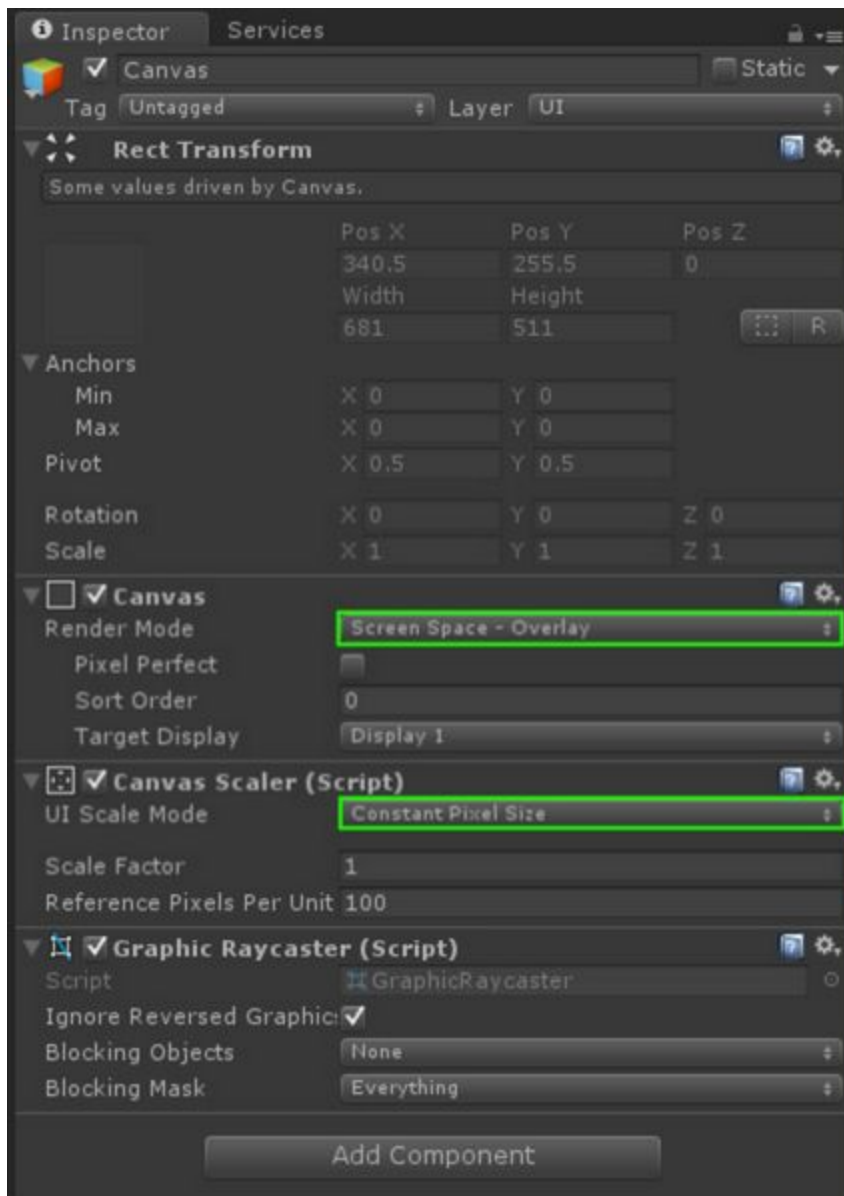 Inspector Services
Canvas Static
Tag Untagged Layer UI
Rect Transform
Some values driven by Canvas.
Pos X Pos Y Pos Z
340.5 255.5 0
Width Height
681 511
R
Anchors
Min X 0 Y 0
Max X 0 Y 0
Pivot X 0.5 Y 0.5
Rotation X 0 Y 0 Z 0
Scale X 1 Y 1 Z 1
Canvas
Render Mode Screen Space - Overlay
Pixel Perfect
Sort Order 0
Target Display Display 1
Canvas Scaler (Script)
UI Scale Mode Constant Pixel Size
Scale Factor 1
Reference Pixels Per Unit 100
Graphic Raycaster (Script)
Script GraphicRaycaster
Ignore Reversed Graphic
Blocking Objects None
Blocking Mask Everything
Add Component